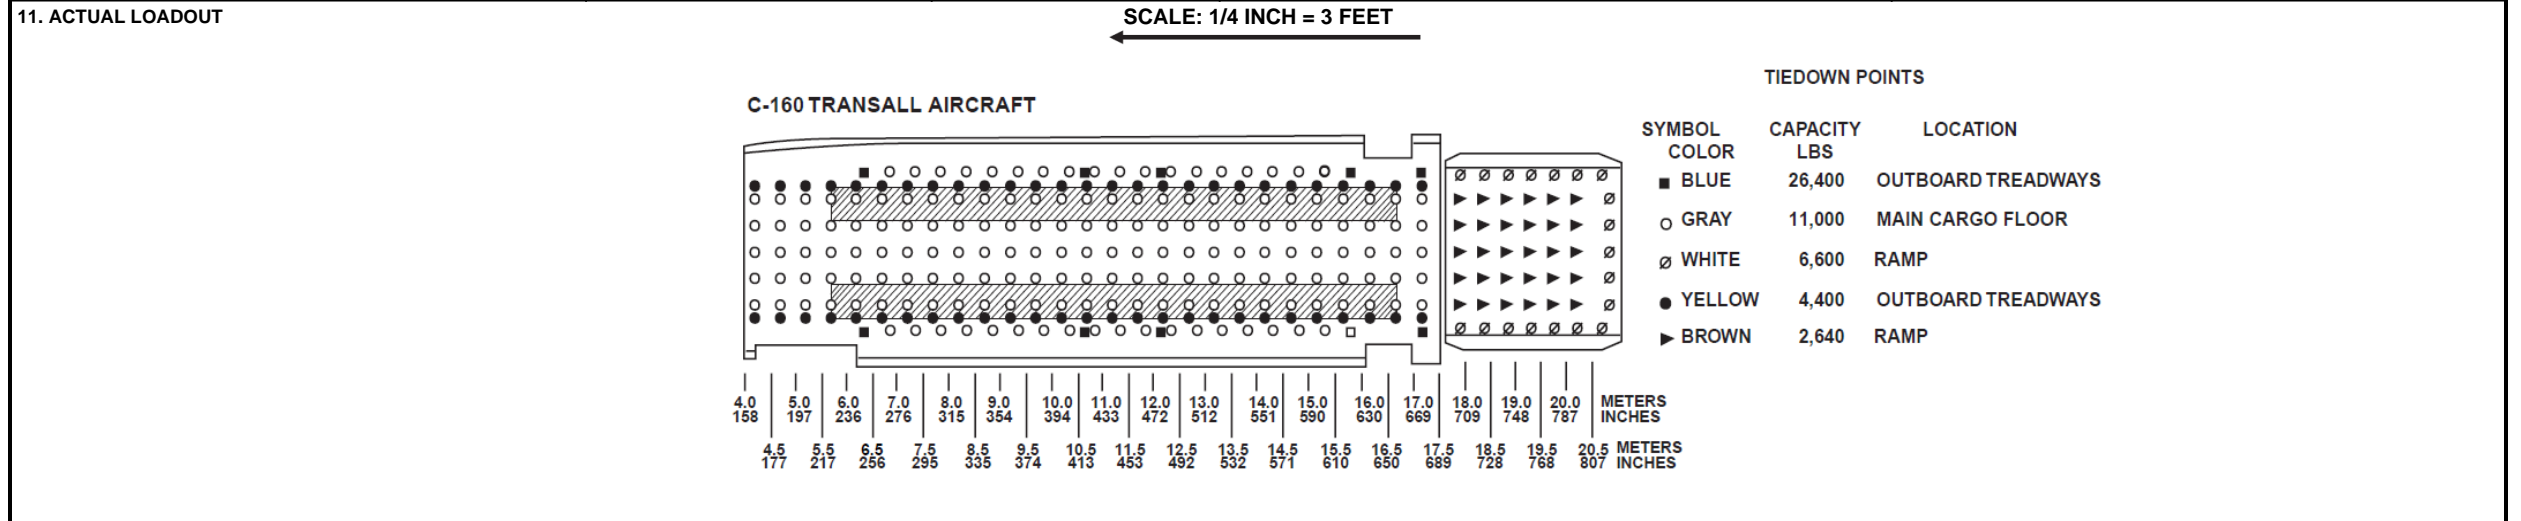 11. ACTUAL LOADOUT
SCALE: 1/4 INCH = 3 FEET
TIEDOWN POINTS
C-160 TRANSALL AIRCRAFT
SYMBOL CAPACITY LOCATION
COLOR LBS
BLUE 26,400 OUTBOARD TREADWAYS
GRAY 11,000 MAIN CARGO FLOOR
WHITE 6,600 RAMP
YELLOW 4,400 OUTBOARD TREADWAYS
BROWN 2,640 RAMP
4.0 5.0 6.0 7.0 8.0 9.0 10.0 11.0 12.0 13.0 14.0 15.0 16.0 17.0 18.0 19.0 20.0 METERS
158 197 236 276 315 354 394 433 472 512 551 590 630 669 709 748 787 INCHES
4.5 5.5 6.5 7.5 8.5 9.5 10.5 11.5 12.5 13.5 14.5 15.5 16.5 17.5 18.5 19.5 20.5 METERS
177 217 256 295 335 374 413 453 492 532 571 610 650 689 728 768 807 INCHES